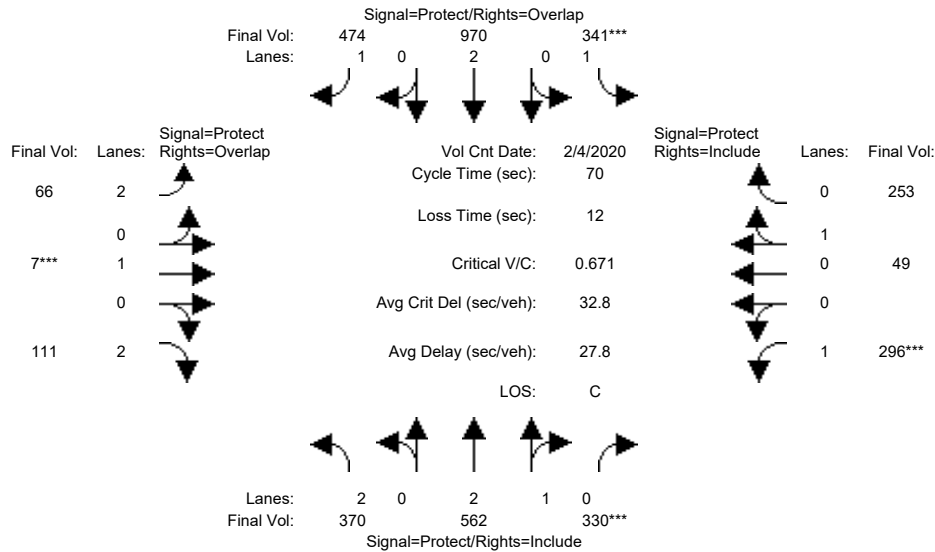 Signal=Protect/Rights=Overlap
Final Vol: 474 970 341***
Lanes: 1 0 2 0 1
Signal=Protect
Final Vol: Lanes: Rights=Overlap
Vol Cnt Date: 2/4/2020
Signal=Protect
Rights=Include Lanes: Final Vol:
Cycle Time (sec): 70
66 2
0 253
Loss Time (sec): 12
0
1
7*** 1
Critical V/C: 0.671
0 49
0
Avg Crit Del (sec/veh): 32.8
0
111 2
Avg Delay (sec/veh): 27.8
1 296***
LOS: C
Lanes: 2 0 2 1 0
Final Vol: 370 562 330***
Signal=Protect/Rights=Include